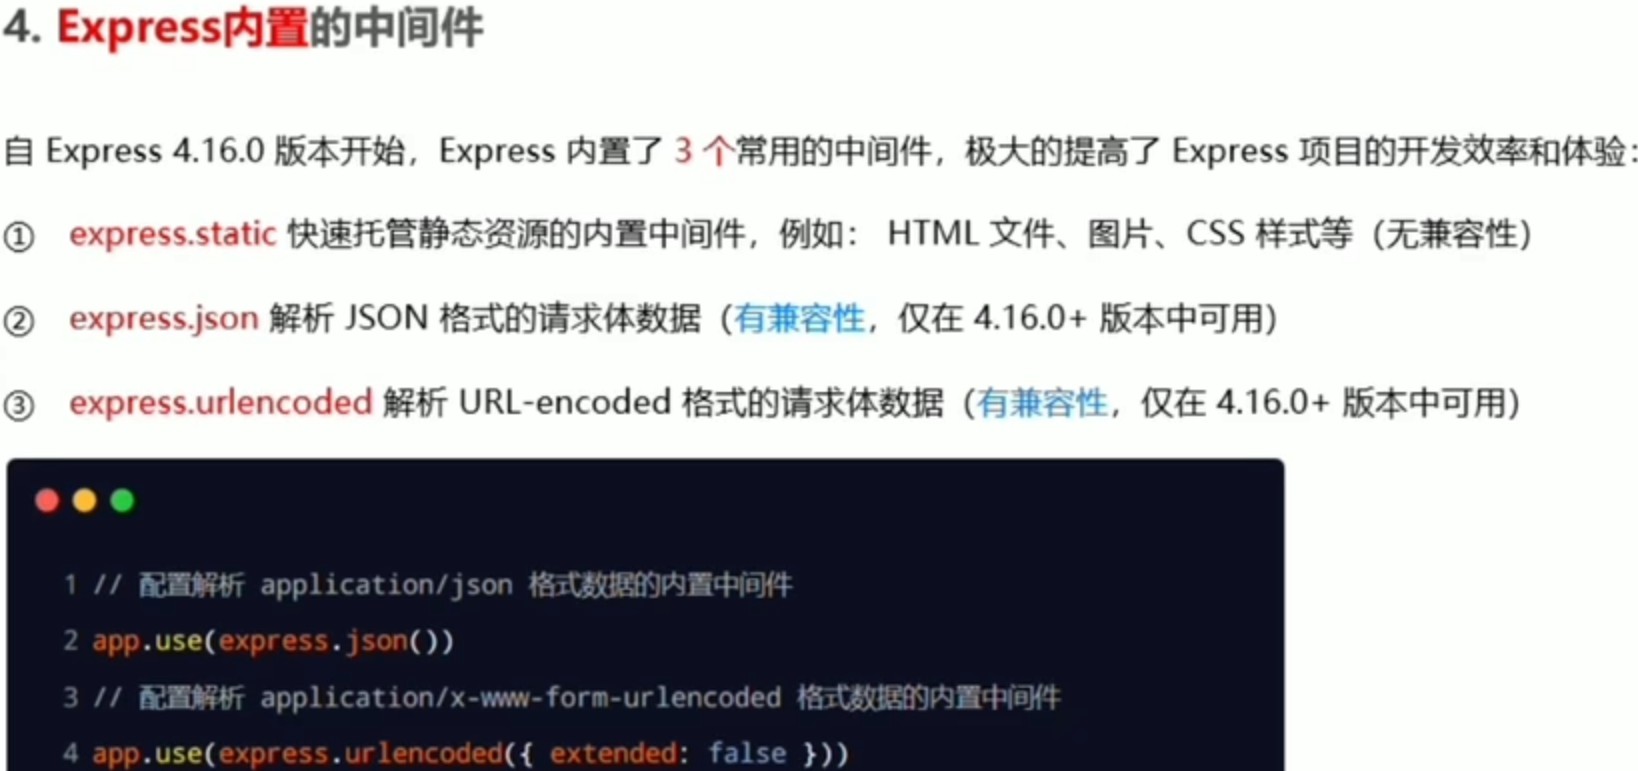 4. Express内置的中间件
自 Express 4.16.0 版本开始，Express 内置了 3 个常用的中间件，极大的提高了 Express 项目的开发效率和体验：
① express.static 快速托管静态资源的内置中间件，例如： HTML 文件、图片、CSS 样式等（无兼容性）
② express.json 解析 JSON 格式的请求体数据（有兼容性，仅在 4.16.0+ 版本中可用）
③ express.urlencoded 解析 URL-encoded 格式的请求体数据（有兼容性，仅在 4.16.0+ 版本中可用）
1 // 配置解析 application/json 格式数据的内置中间件
2 app.use(express.json())
3 // 配置解析 application/x-www-form-urlencoded 格式数据的内置中间件
4 app.use(express.urlencoded({ extended: false }))